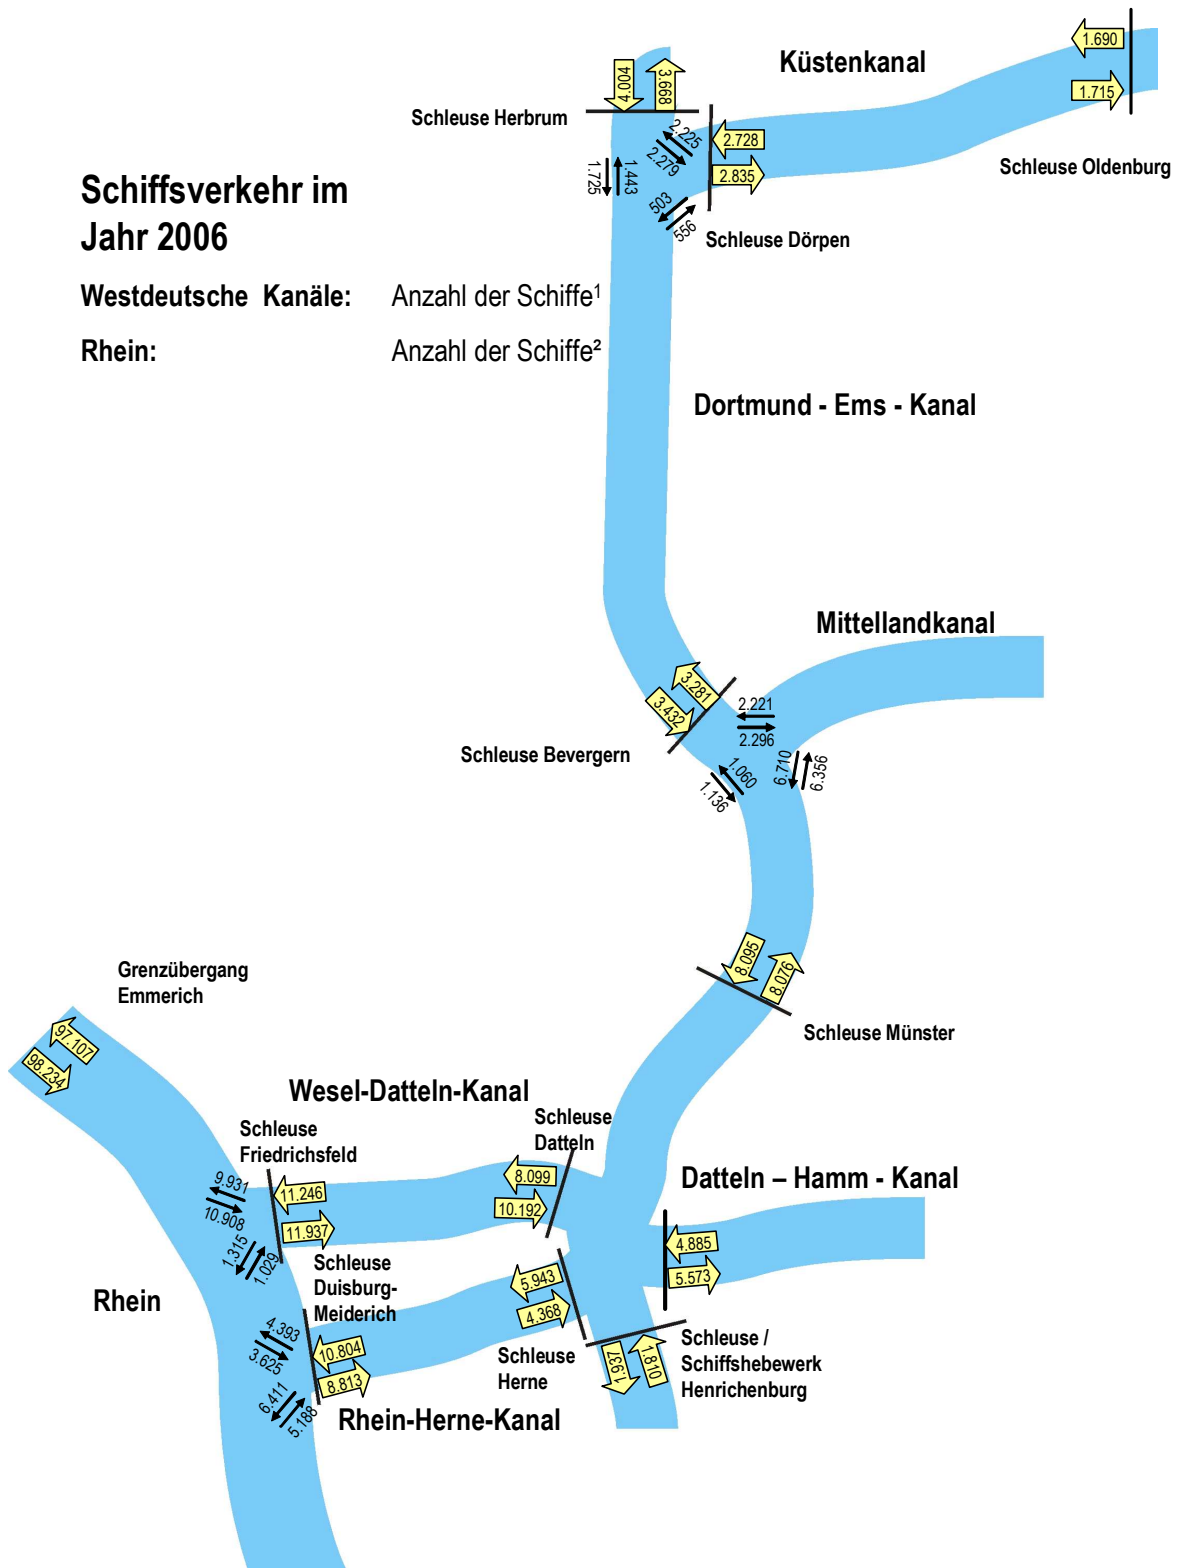 Küstenkanal
1.690
1.715
4.004
3.668
Schleuse Herbrum
2.225
2.279
2.728
2.835
Schleuse Oldenburg
1.725
1.443
503
556
Schleuse Dörpen
Schiffsverkehr im
Jahr 2006
Westdeutsche Kanäle: Anzahl der Schiffe¹
Rhein: Anzahl der Schiffe²
Dortmund - Ems - Kanal
Mittellandkanal
3.281
3.432
2.221
2.296
Schleuse Bevergern
6.710
6.356
1.060
1.136
8.095
8.076
Schleuse Münster
Grenzübergang
Emmerich
97.107
98.234
Wesel-Datteln-Kanal
Schleuse
Datteln
Schleuse
Friedrichsfeld
8.099
10.192
Datteln – Hamm - Kanal
9.931
10.908
11.246
11.937
4.885
5.573
1.315
1.029
Schleuse
Duisburg-
Meiderich
5.943
4.368
Rhein
4.393
3.625
10.804
8.813
Schleuse
Herne
1.937
1.810
Schleuse /
Schiffshebewerk
Henrichenburg
6.411
5.188
Rhein-Herne-Kanal